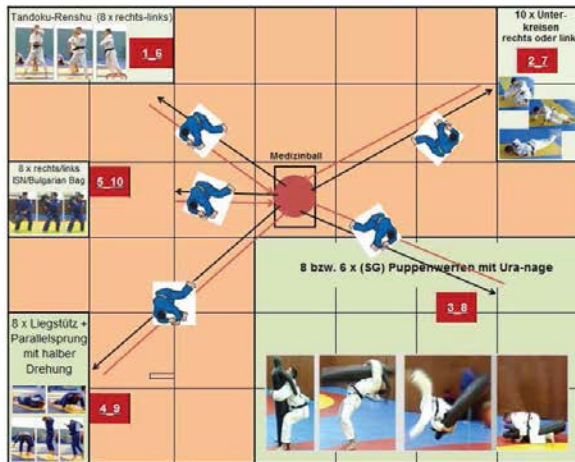 Tandoku-Renshu (8 x rechts-links)
1_6
10 x Unter-
kreisen
rechts oder link
2_7
Medizinball
8 x rechts/links
ISN/Bulgarian Bag
5_10
8 bzw. 6 x (SG) Puppenwerfen mit Ura-nage
3_8
8 x Liegstütz +
Parallelsprung
mit halber
Drehung
4_9